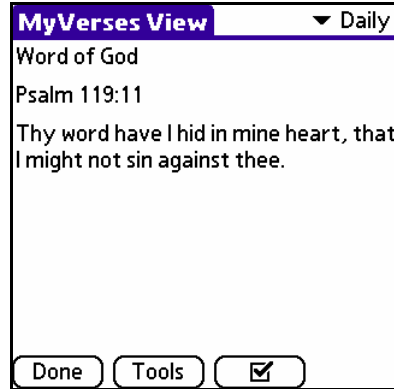 MyVerses View Daily
Word of God
Psalm 119:11
Thy word have I hid in mine heart, that
I might not sin against thee.
Done Tools